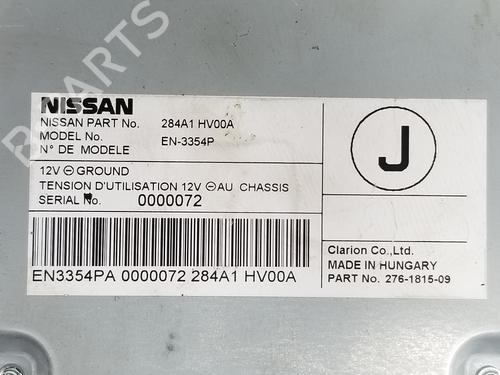 NISSAN
NISSAN PART No. 284A1 HV00A
MODEL No. EN-3354P
N° DE MODELE
12V ⊖ GROUND
TENSION D'UTILISATION 12V ⊖ AU CHASSIS
SERIAL No. 0000072
EN3354PA 0000072 284A1 HV00A
J
Clarion Co.,Ltd.
MADE IN HUNGARY
PART No. 276-1815-09